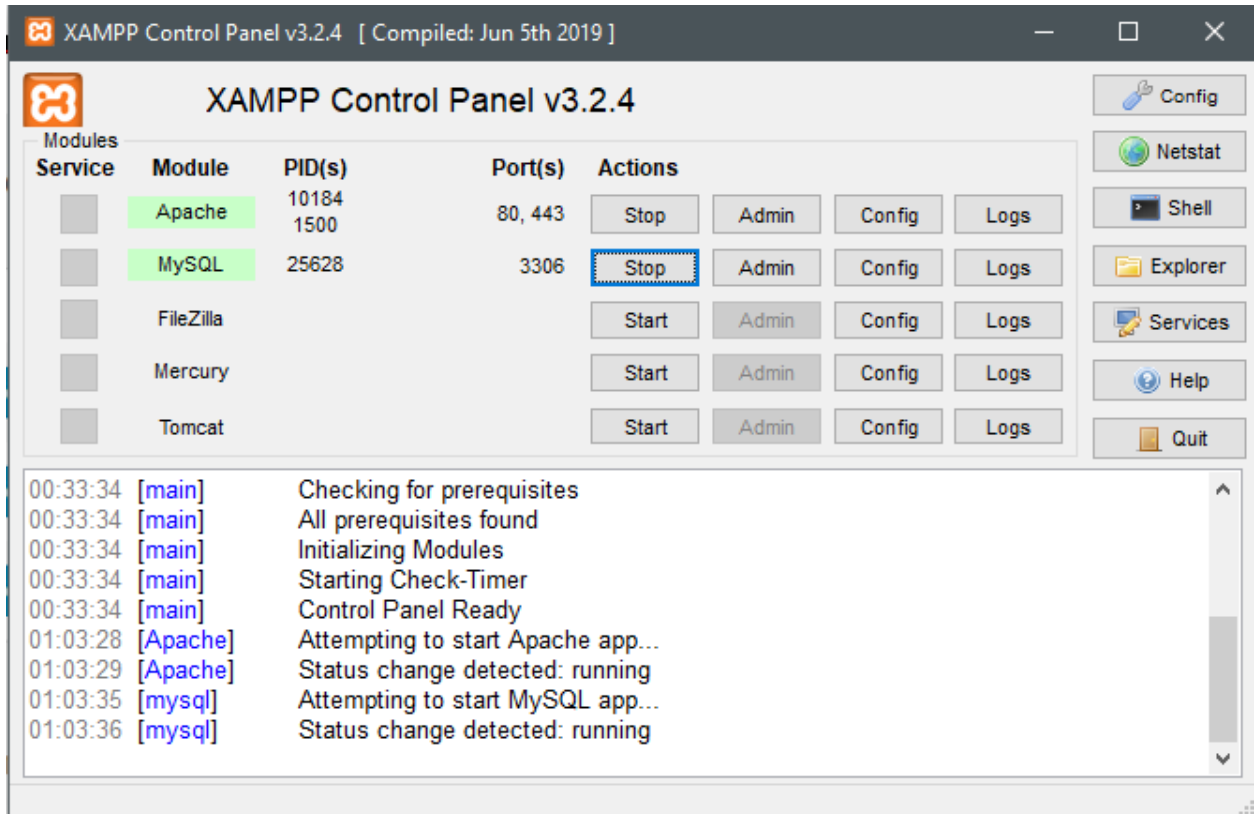 XAMPP Control Panel v3.2.4 [ Compiled: Jun 5th 2019 ]
XAMPP Control Panel v3.2.4
Config
Modules
Netstat
Service Module PID(s) Port(s) Actions
Shell
Apache 10184 1500 80, 443 Stop Admin Config Logs
MySQL 25628 3306 Stop Admin Config Logs
Explorer
FileZilla Start Admin Config Logs
Services
Mercury Start Admin Config Logs
Help
Tomcat Start Admin Config Logs
Quit
00:33:34 [main] Checking for prerequisites
00:33:34 [main] All prerequisites found
00:33:34 [main] Initializing Modules
00:33:34 [main] Starting Check-Timer
00:33:34 [main] Control Panel Ready
01:03:28 [Apache] Attempting to start Apache app...
01:03:29 [Apache] Status change detected: running
01:03:35 [mysql] Attempting to start MySQL app...
01:03:36 [mysql] Status change detected: running